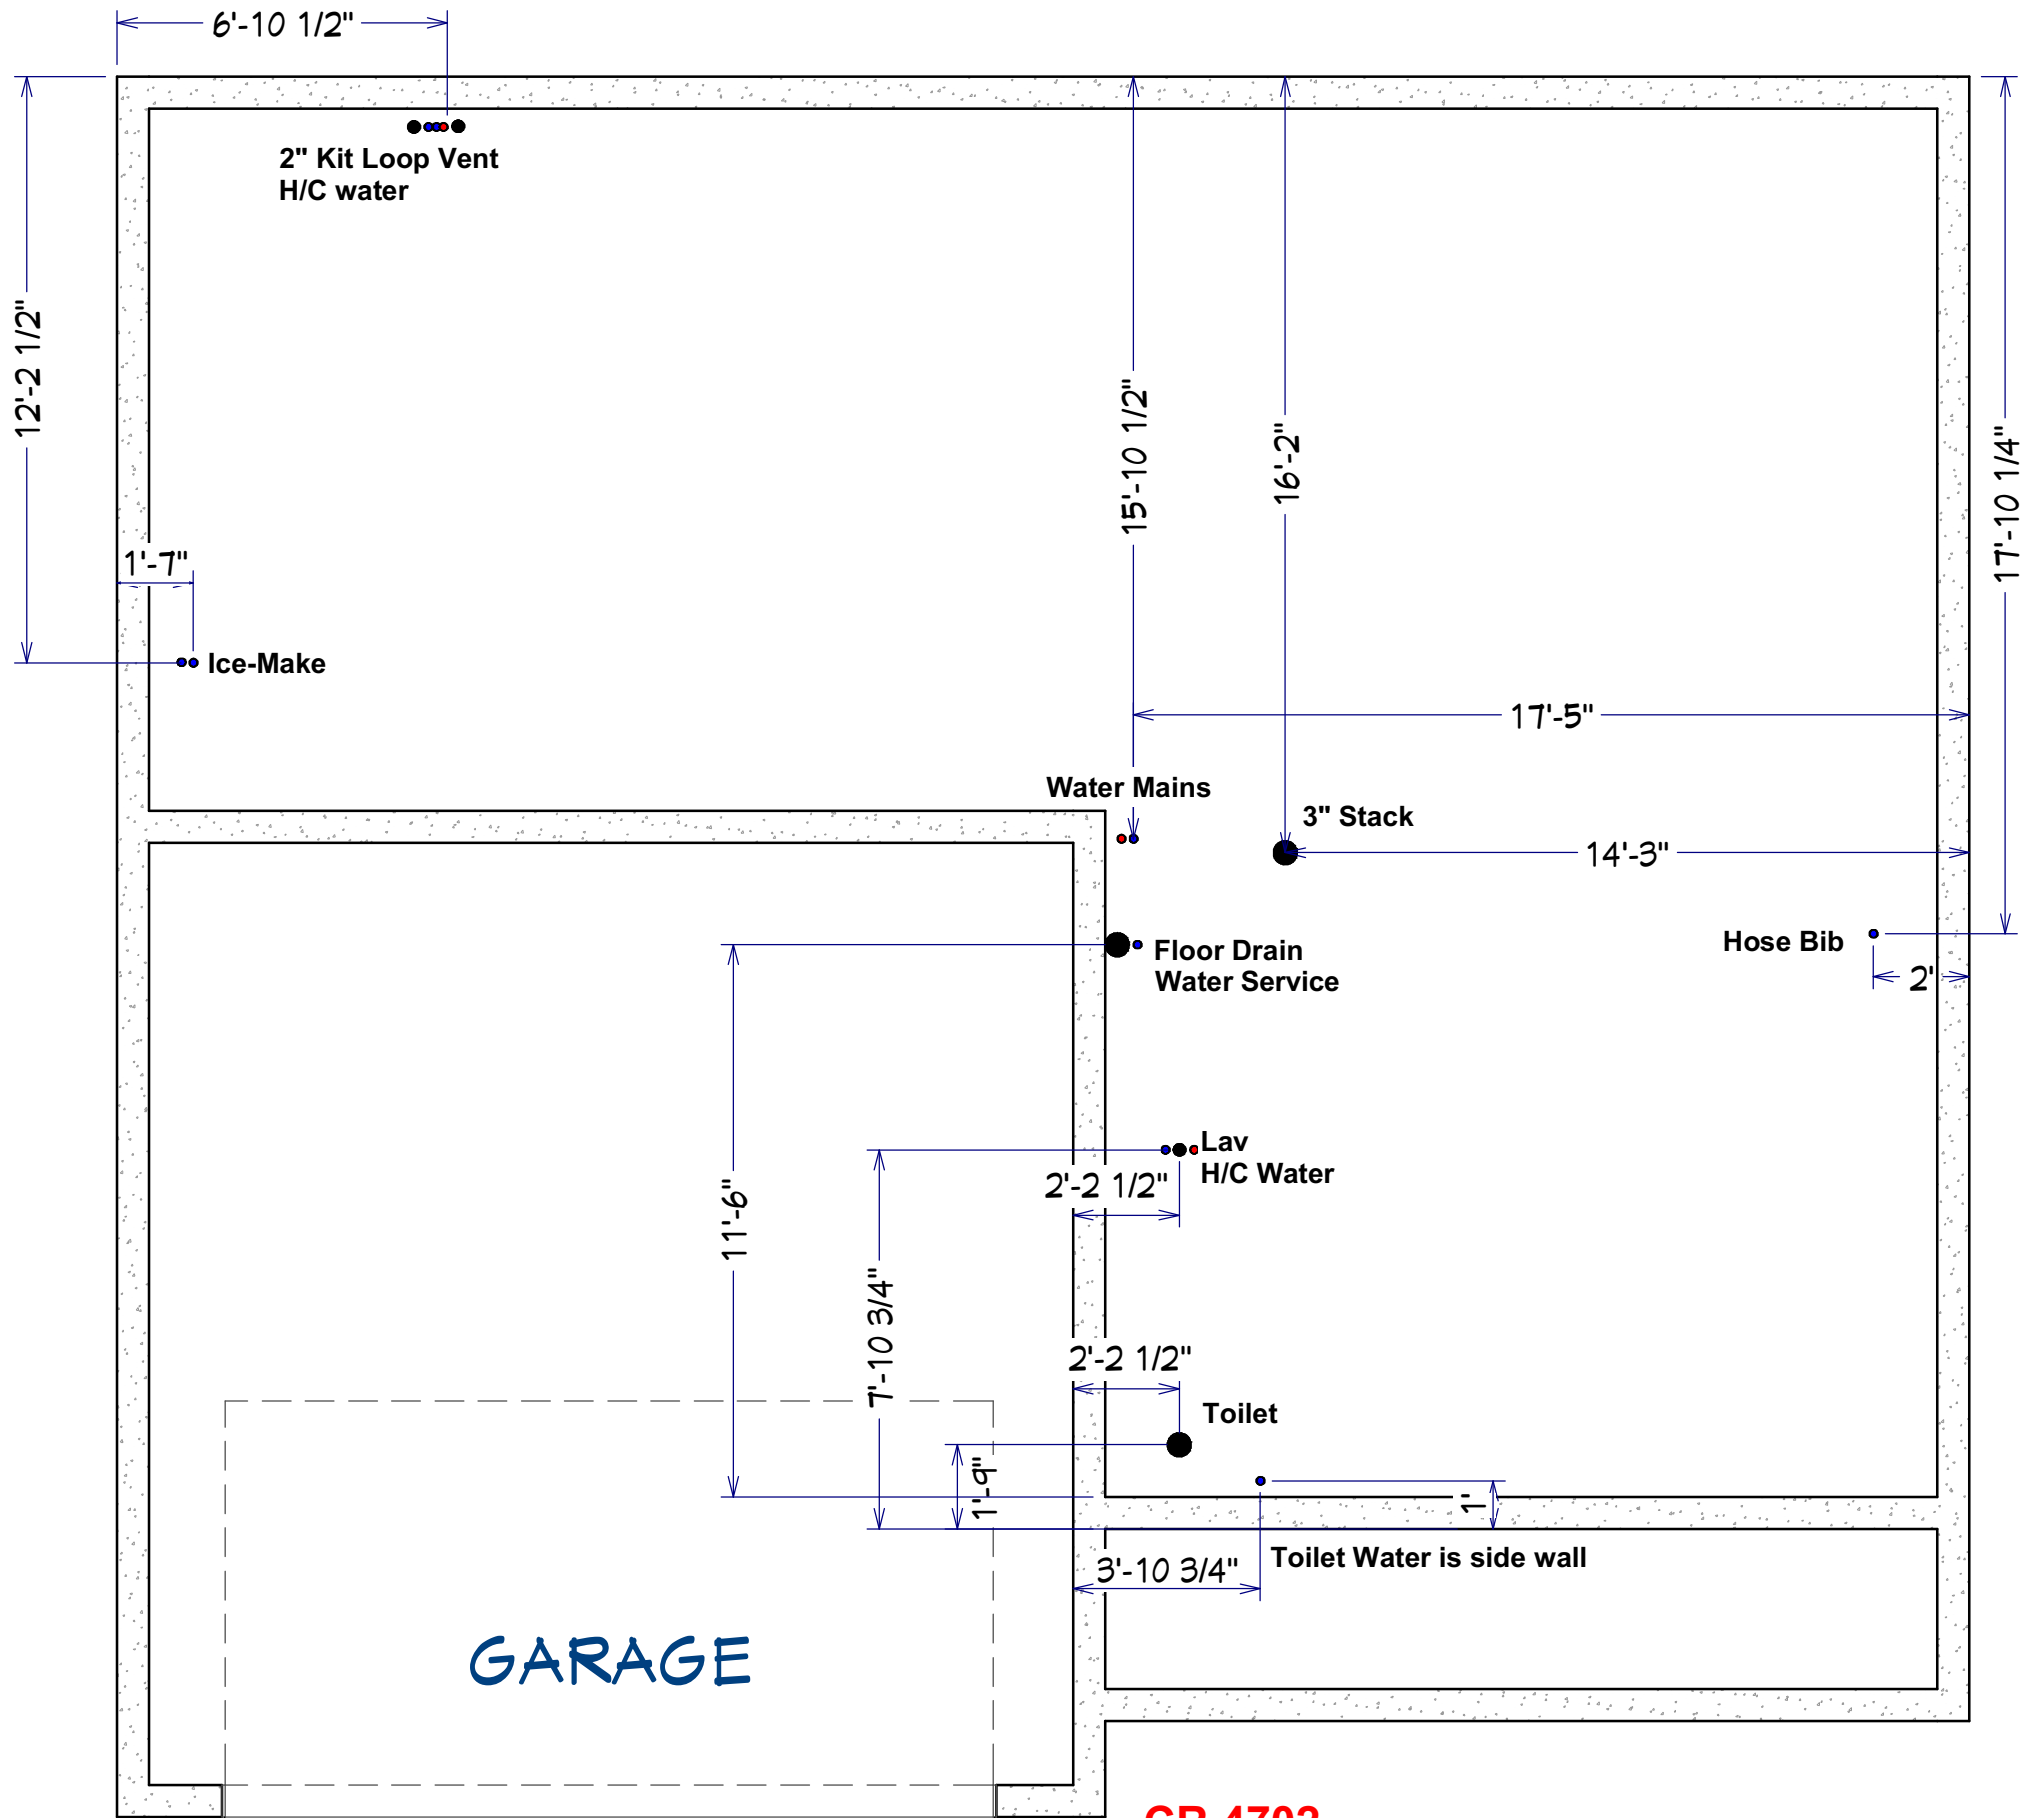 6'-10 1/2"
2" Kit Loop Vent
H/C water
12'-2 1/2"
15'-10 1/2"
16'-2"
17'-10 1/4"
1'-7"
Ice-Make
17'-5"
Water Mains
3" Stack
14'-3"
Floor Drain
Water Service
Hose Bib
2'
Lav
H/C Water
2'-2 1/2"
11'-6"
7'-10 3/4"
2'-2 1/2"
Toilet
1'-9"
1'
Toilet Water is side wall
3'-10 3/4"
GARAGE
CR 4702